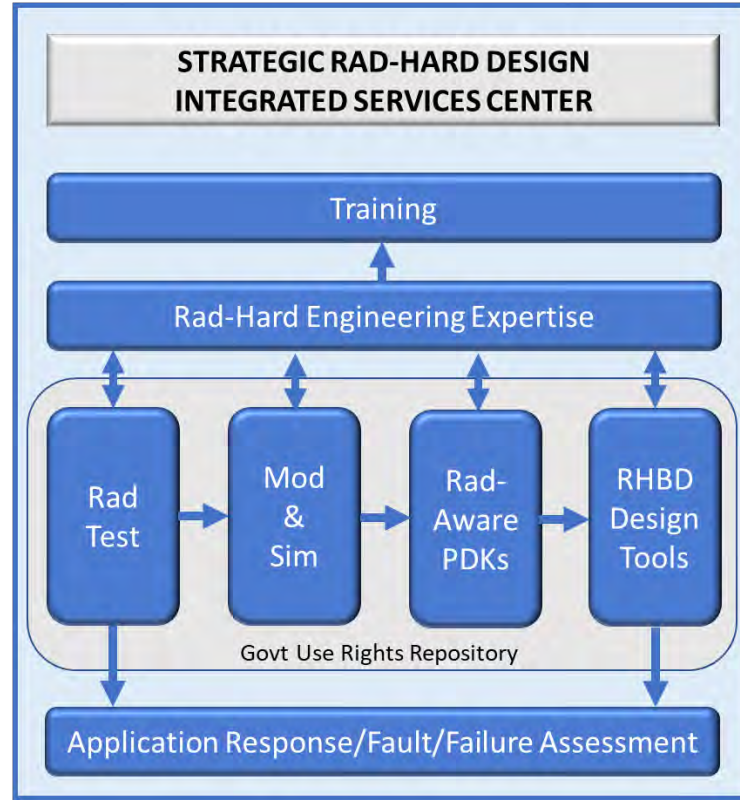 STRATEGIC RAD-HARD DESIGN
INTEGRATED SERVICES CENTER
Training
Rad-Hard Engineering Expertise
Rad
Test
Mod
&
Sim
Rad-
Aware
PDKs
RHBD
Design
Tools
Govt Use Rights Repository
Application Response/Fault/Failure Assessment